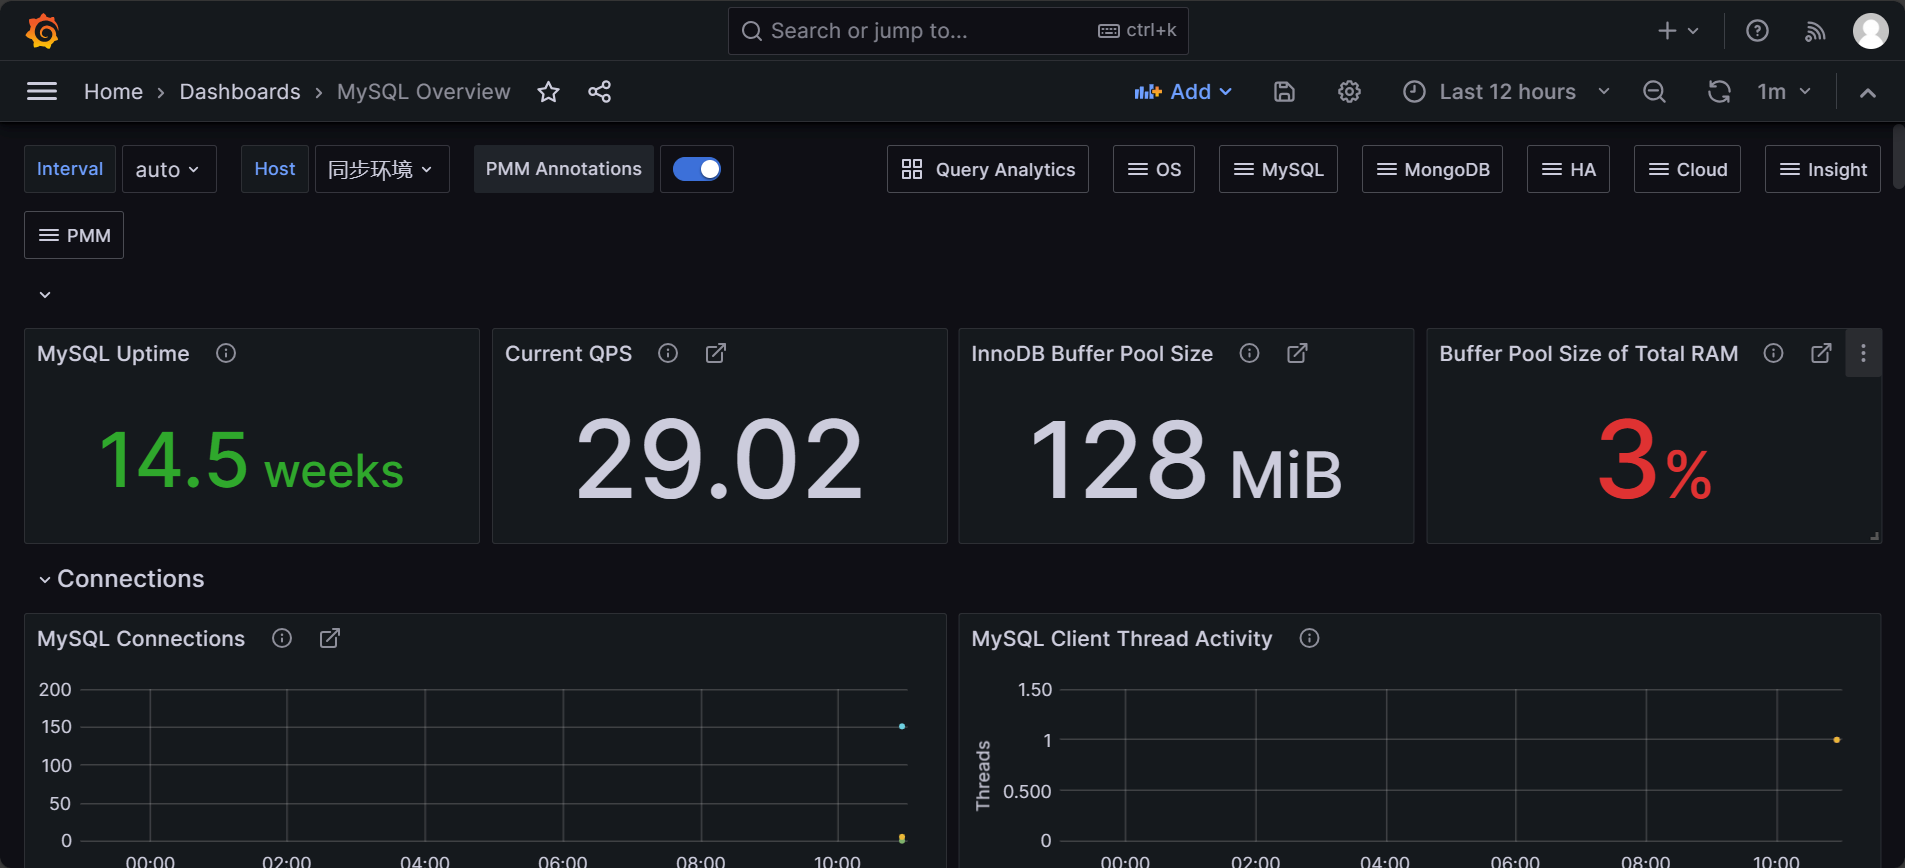 Search or jump to... ctrl+k
Home › Dashboards › MySQL Overview Add Last 12 hours 1m
Interval auto Host 同步环境 PMM Annotations Query Analytics OS MySQL MongoDB HA Cloud Insight
PMM
MySQL Uptime
14.5 weeks
Current QPS
29.02
InnoDB Buffer Pool Size
128 MiB
Buffer Pool Size of Total RAM
3%
Connections
MySQL Connections
200
150
100
50
0
00:00 02:00 04:00 06:00 08:00 10:00
MySQL Client Thread Activity
Threads
1.50
1
0.500
0
00:00 02:00 04:00 06:00 08:00 10:00